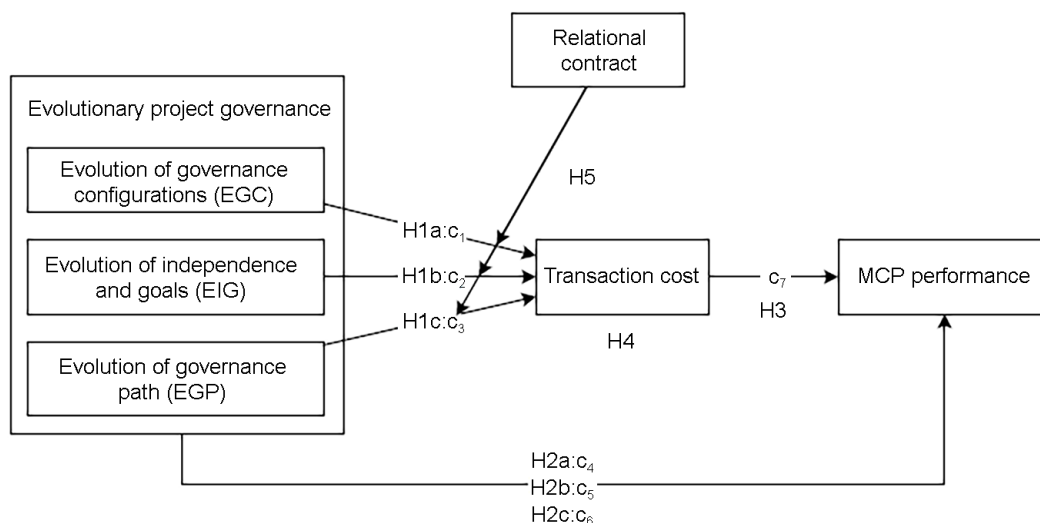 Relational
contract
Evolutionary project governance
Evolution of governance
configurations (EGC)
H5
H1a:c₁
Evolution of independence
and goals (EIG)
H1b:c₂
Transaction cost
c₇
MCP performance
H3
H1c:c₃
H4
Evolution of governance
path (EGP)
H2a:c₄
H2b:c₅
H2c:c₆